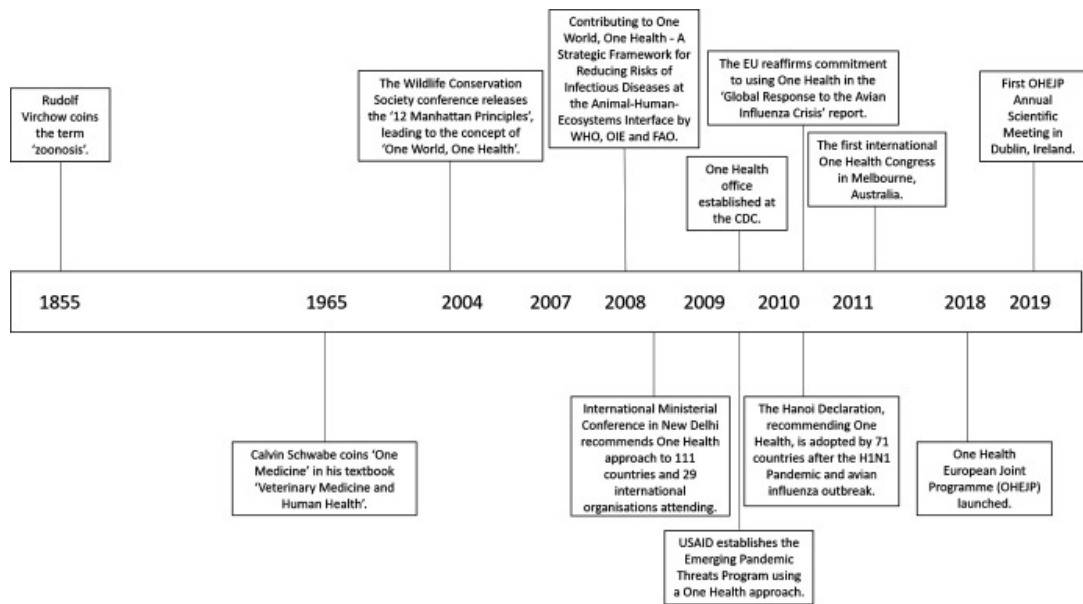 Rudolf
Virchow coins
the term
‘zoonosis’.
The Wildlife Conservation
Society conference releases
the ‘12 Manhattan Principles’,
leading to the concept of
‘One World, One Health’.
Contributing to One
World, One Health - A
Strategic Framework for
Reducing Risks of
Infectious Diseases at
the Animal-Human-
Ecosystems Interface by
WHO, OIE and FAO.
One Health
office
established at
the CDC.
The EU reaffirms commitment
to using One Health in the
‘Global Response to the Avian
Influenza Crisis’ report.
The first international
One Health Congress
in Melbourne,
Australia.
First OHEJP
Annual
Scientific
Meeting in
Dublin, Ireland.
1855 1965 2004 2007 2008 2009 2010 2011 2018 2019
Calvin Schwabe coins ‘One
Medicine’ in his textbook
‘Veterinary Medicine and
Human Health’.
International Ministerial
Conference in New Delhi
recommends One Health
approach to 111
countries and 29
international
organisations attending.
USAID establishes the
Emerging Pandemic
Threats Program using
a One Health approach.
The Hanoi Declaration,
recommending One
Health, is adopted by 71
countries after the H1N1
Pandemic and avian
influenza outbreak.
One Health
European Joint
Programme (OHEJP)
launched.